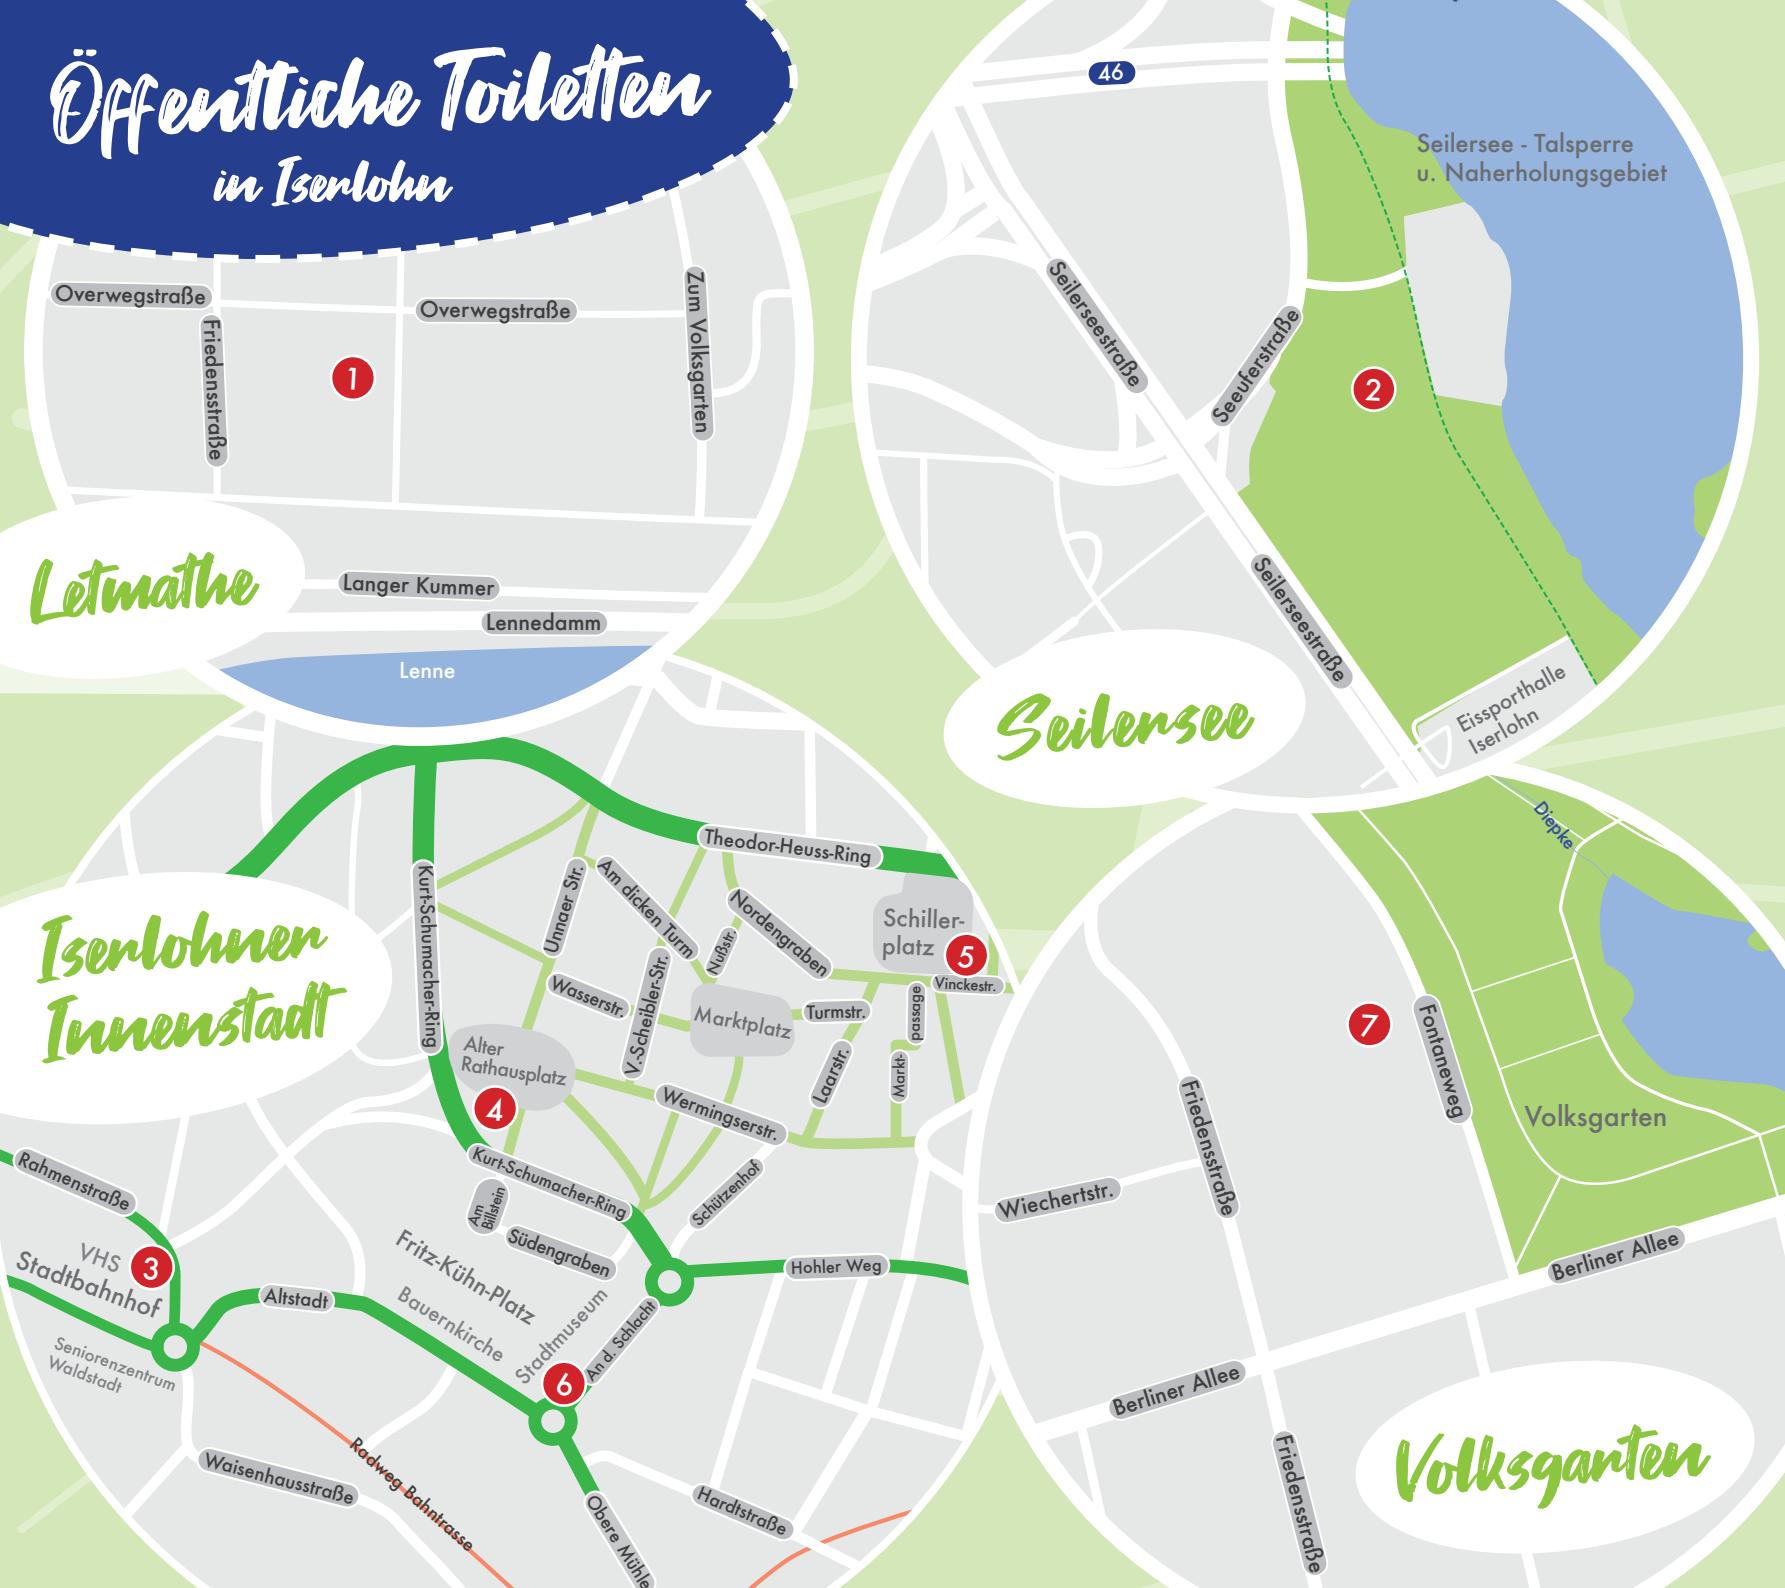 Öffentliche Toiletten
in Iserlohn
Overwegstraße
Overwegstraße
Friedensstraße
Zum Volksgarten
1
Letmathe
Langer Kummer
Lennedamm
Lenne
46
Seilersee - Talsperre
u. Naherholungsgebiet
Seilerseestraße
Seeuferstraße
2
Seilerseestraße
Eissporthalle
Iserlohn
Seilersee
Iserlohner
Innenstadt
Theodor-Heuss-Ring
Kurt-Schumacher-Ring
Unnaer Str.
Am dicken Turm
Nordengraben
Nußstr.
Schiller-
platz
5
Vinckestr.
Wasserstr.
V.-Scheibler-Str.
Marktplatz
Turmstr.
passage
Markt-
Laarstr.
Alter
Rathausplatz
4
Wermingserstr.
Kurt-Schumacher-Ring
Schützenhof
Am
Billstein
Südengraben
Rahmenstraße
VHS
Stadtbahnhof
3
Altstadt
Fritz-Kühn-Platz
Bauernkirche
Stadtmuseum
An d. Schlacht
6
Hohler Weg
Seniorenzentrum
Waldstadt
Radweg Bahntrasse
Waisenhausstraße
Obere Mühle
Hardtstraße
Diepke
7
Fontaneweg
Friedensstraße
Volksgarten
Wiechertstr.
Berliner Allee
Berliner Allee
Friedensstraße
Volksgarten